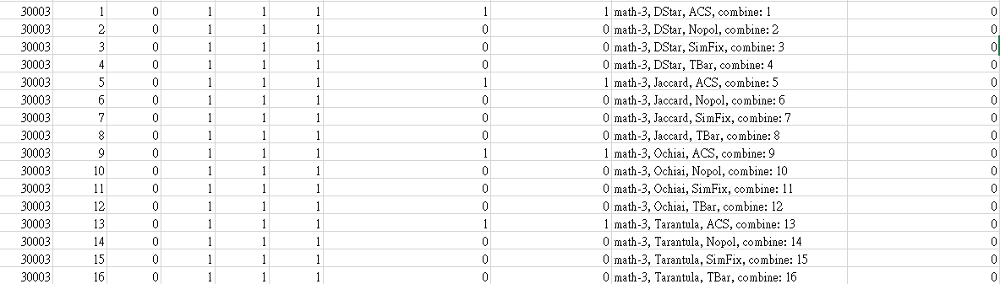 30003 1 0 1 1 1 1 1 math-3, DStar, ACS, combine: 1 0
30003 2 0 1 1 1 0 0 math-3, DStar, Nopol, combine: 2 0
30003 3 0 1 1 1 0 0 math-3, DStar, SimFix, combine: 3 0
30003 4 0 1 1 1 0 0 math-3, DStar, TBar, combine: 4 0
30003 5 0 1 1 1 1 1 math-3, Jaccard, ACS, combine: 5 0
30003 6 0 1 1 1 0 0 math-3, Jaccard, Nopol, combine: 6 0
30003 7 0 1 1 1 0 0 math-3, Jaccard, SimFix, combine: 7 0
30003 8 0 1 1 1 0 0 math-3, Jaccard, TBar, combine: 8 0
30003 9 0 1 1 1 1 1 math-3, Ochiai, ACS, combine: 9 0
30003 10 0 1 1 1 0 0 math-3, Ochiai, Nopol, combine: 10 0
30003 11 0 1 1 1 0 0 math-3, Ochiai, SimFix, combine: 11 0
30003 12 0 1 1 1 0 0 math-3, Ochiai, TBar, combine: 12 0
30003 13 0 1 1 1 1 1 math-3, Tarantula, ACS, combine: 13 0
30003 14 0 1 1 1 0 0 math-3, Tarantula, Nopol, combine: 14 0
30003 15 0 1 1 1 0 0 math-3, Tarantula, SimFix, combine: 15 0
30003 16 0 1 1 1 0 0 math-3, Tarantula, TBar, combine: 16 0